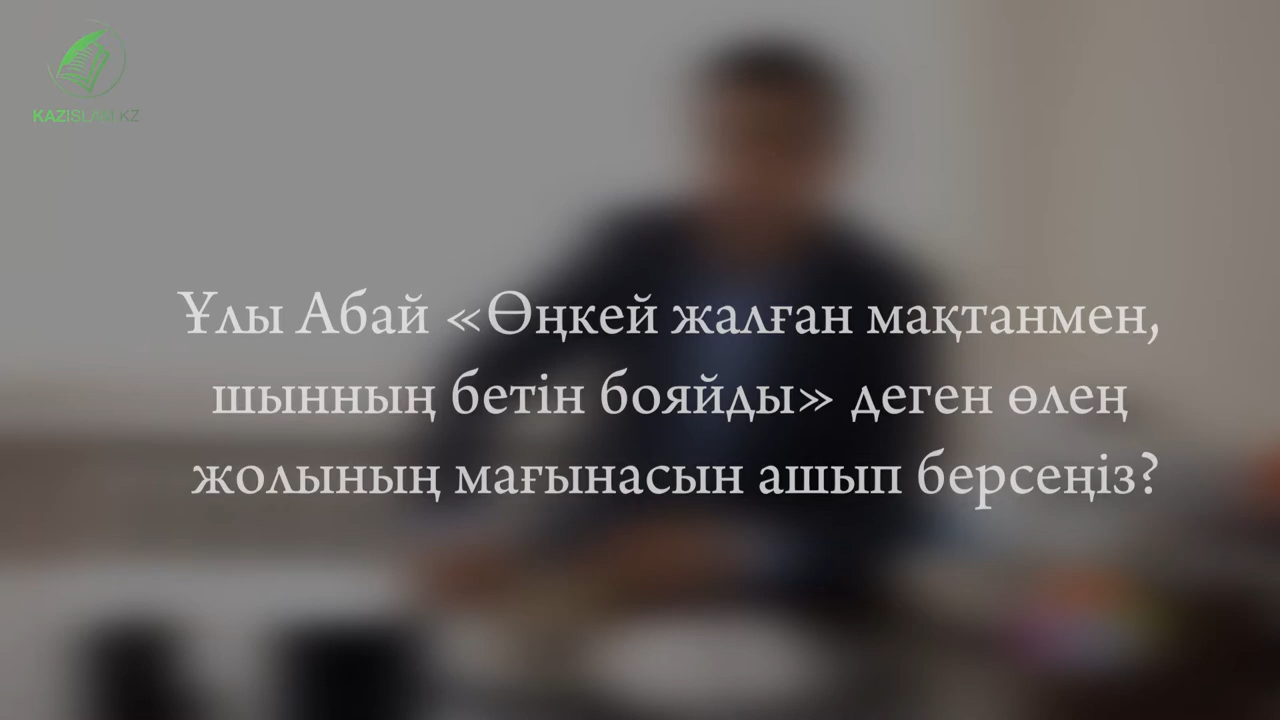 KAZISLAM.KZ
Ұлы Абай «Өңкей жалған мақтанмен,
шынның бетін бояйды» деген өлең
жолының мағынасын ашып берсеңіз?